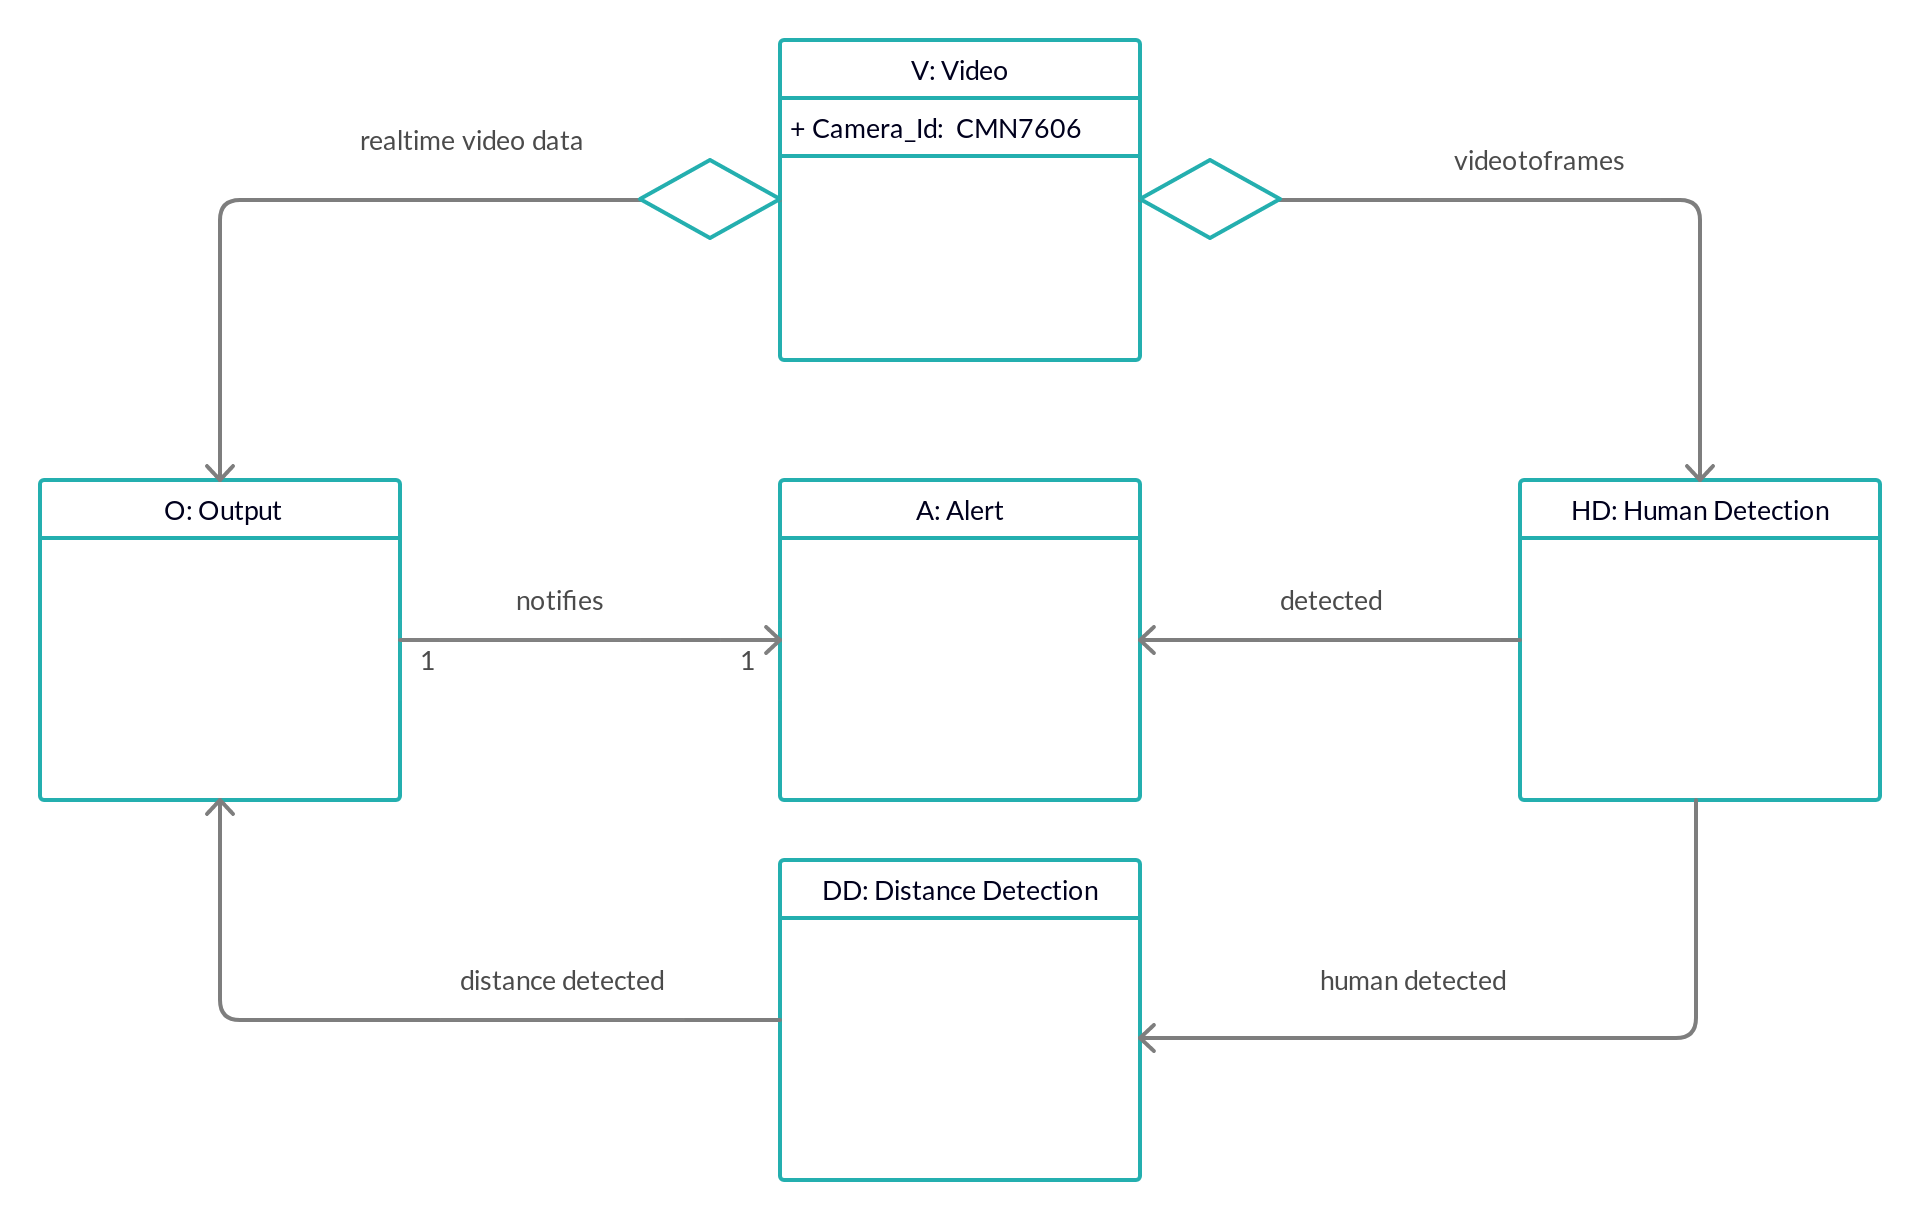 V: Video
+ Camera_Id:  CMN7606
realtime video data
videotoframes
O: Output
A: Alert
HD: Human Detection
notifies
detected
1
1
DD: Distance Detection
distance detected
human detected